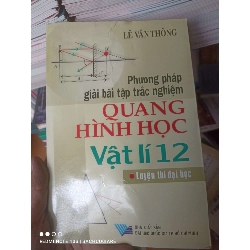 LÊ VĂN THÔNG
Phương pháp
giải bài tập trắc nghiệm
QUANG
HÌNH HỌC
Vật lí 12
Luyện thi đại học